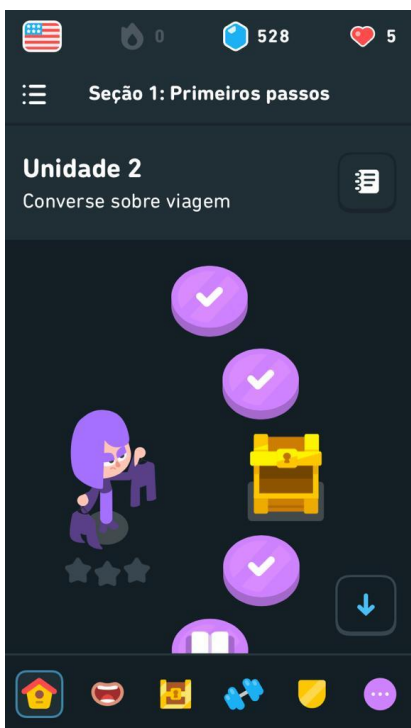 0
528
5
Seção 1: Primeiros passos
Unidade 2
Converse sobre viagem